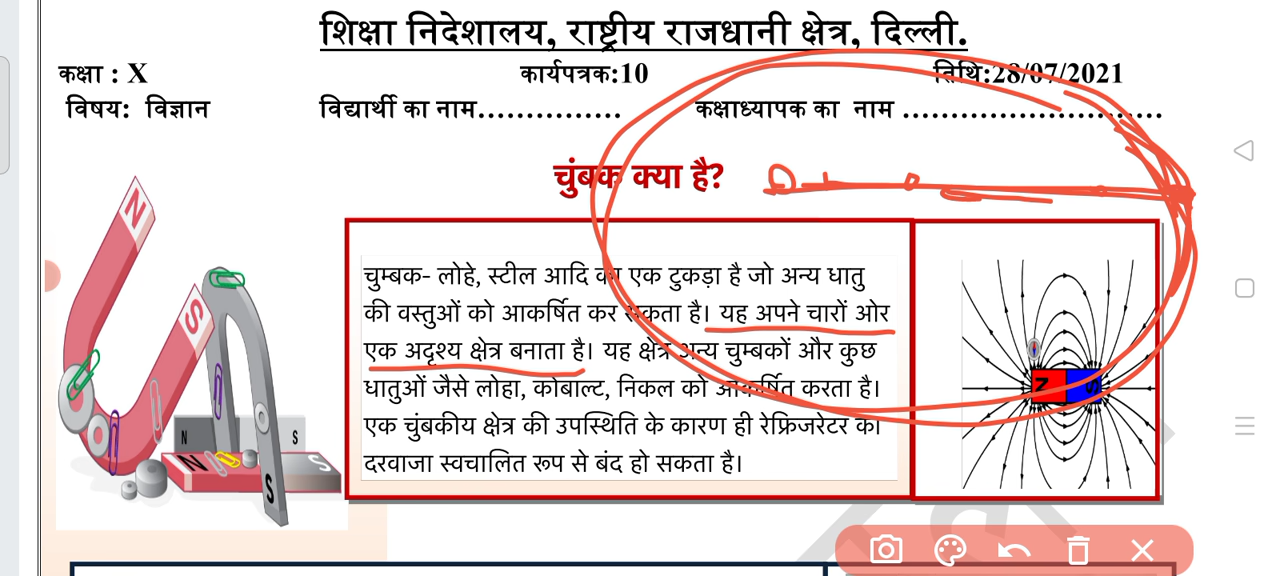 शिक्षा निदेशालय, राष्ट्रीय राजधानी क्षेत्र, दिल्ली.
कक्षा : X कार्यपत्रक:10 तिथि:28/07/2021
विषय: विज्ञान विद्यार्थी का नाम............... कक्षाध्यापक का नाम ...........................
चुंबक क्या है?
चुम्बक- लोहे, स्टील आदि का एक टुकड़ा है जो अन्य धातु
की वस्तुओं को आकर्षित कर सकता है। यह अपने चारों ओर
एक अदृश्य क्षेत्र बनाता है। यह क्षेत्र अन्य चुम्बकों और कुछ
धातुओं जैसे लोहा, कोबाल्ट, निकल को आकर्षित करता है।
एक चुंबकीय क्षेत्र की उपस्थिति के कारण ही रेफ्रिजरेटर का
दरवाजा स्वचालित रूप से बंद हो सकता है।
N
S
N
S
N
S
S
N
S